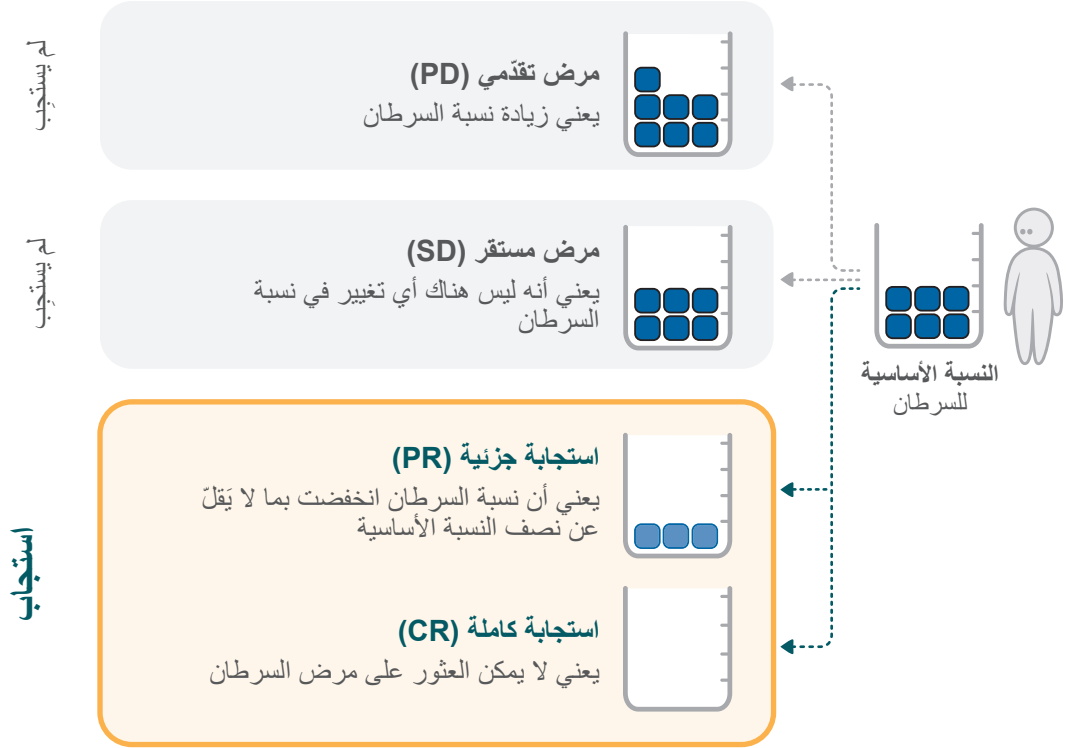 النسبة الأساسية
للسرطان
لم يستجِب
مرض تقدّمي (PD)
يعني زيادة نسبة السرطان
لم يستجِب
مرض مستقر (SD)
يعني أنه ليس هناك أي تغيير في نسبة
السرطان
استجاب
استجابة جزئية (PR)
يعني أن نسبة السرطان انخفضت بما لا يَقلّ
عن نصف النسبة الأساسية
استجابة كاملة (CR)
يعني لا يمكن العثور على مرض السرطان